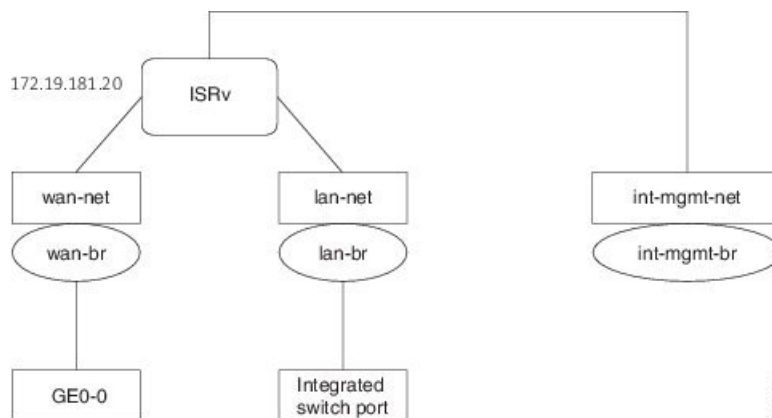 172.19.181.20
ISRv
wan-net
lan-net
int-mgmt-net
wan-br
lan-br
int-mgmt-br
GE0-0
Integrated
switch port